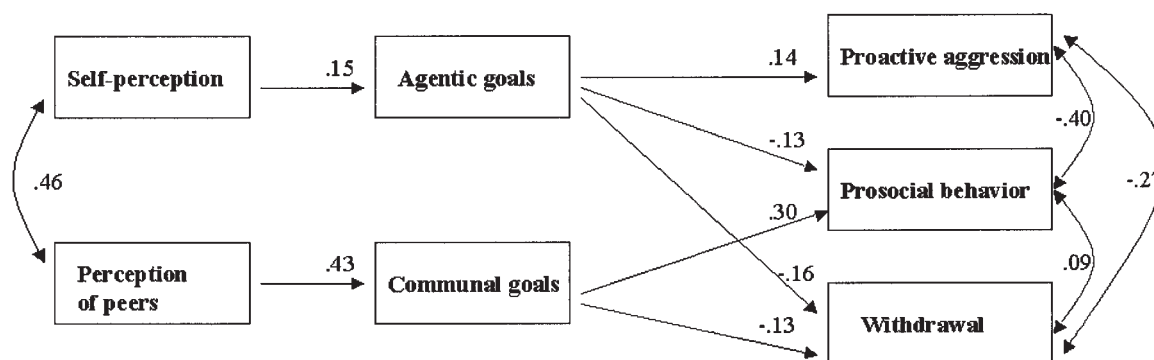 Self-perception
.15
Agentic goals
.14
Proactive aggression
-.40
-.13
.46
Prosocial behavior
.30
Perception
of peers
.43
Communal goals
-.16
-.13
.09
Withdrawal